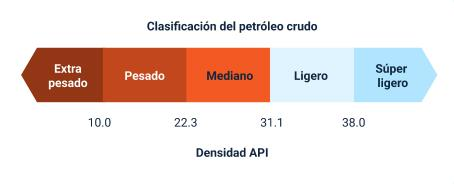 Clasificación del petróleo crudo
Extra
pesado
Pesado
Mediano
Ligero
Súper
ligero
10.0
22.3
31.1
38.0
Densidad API